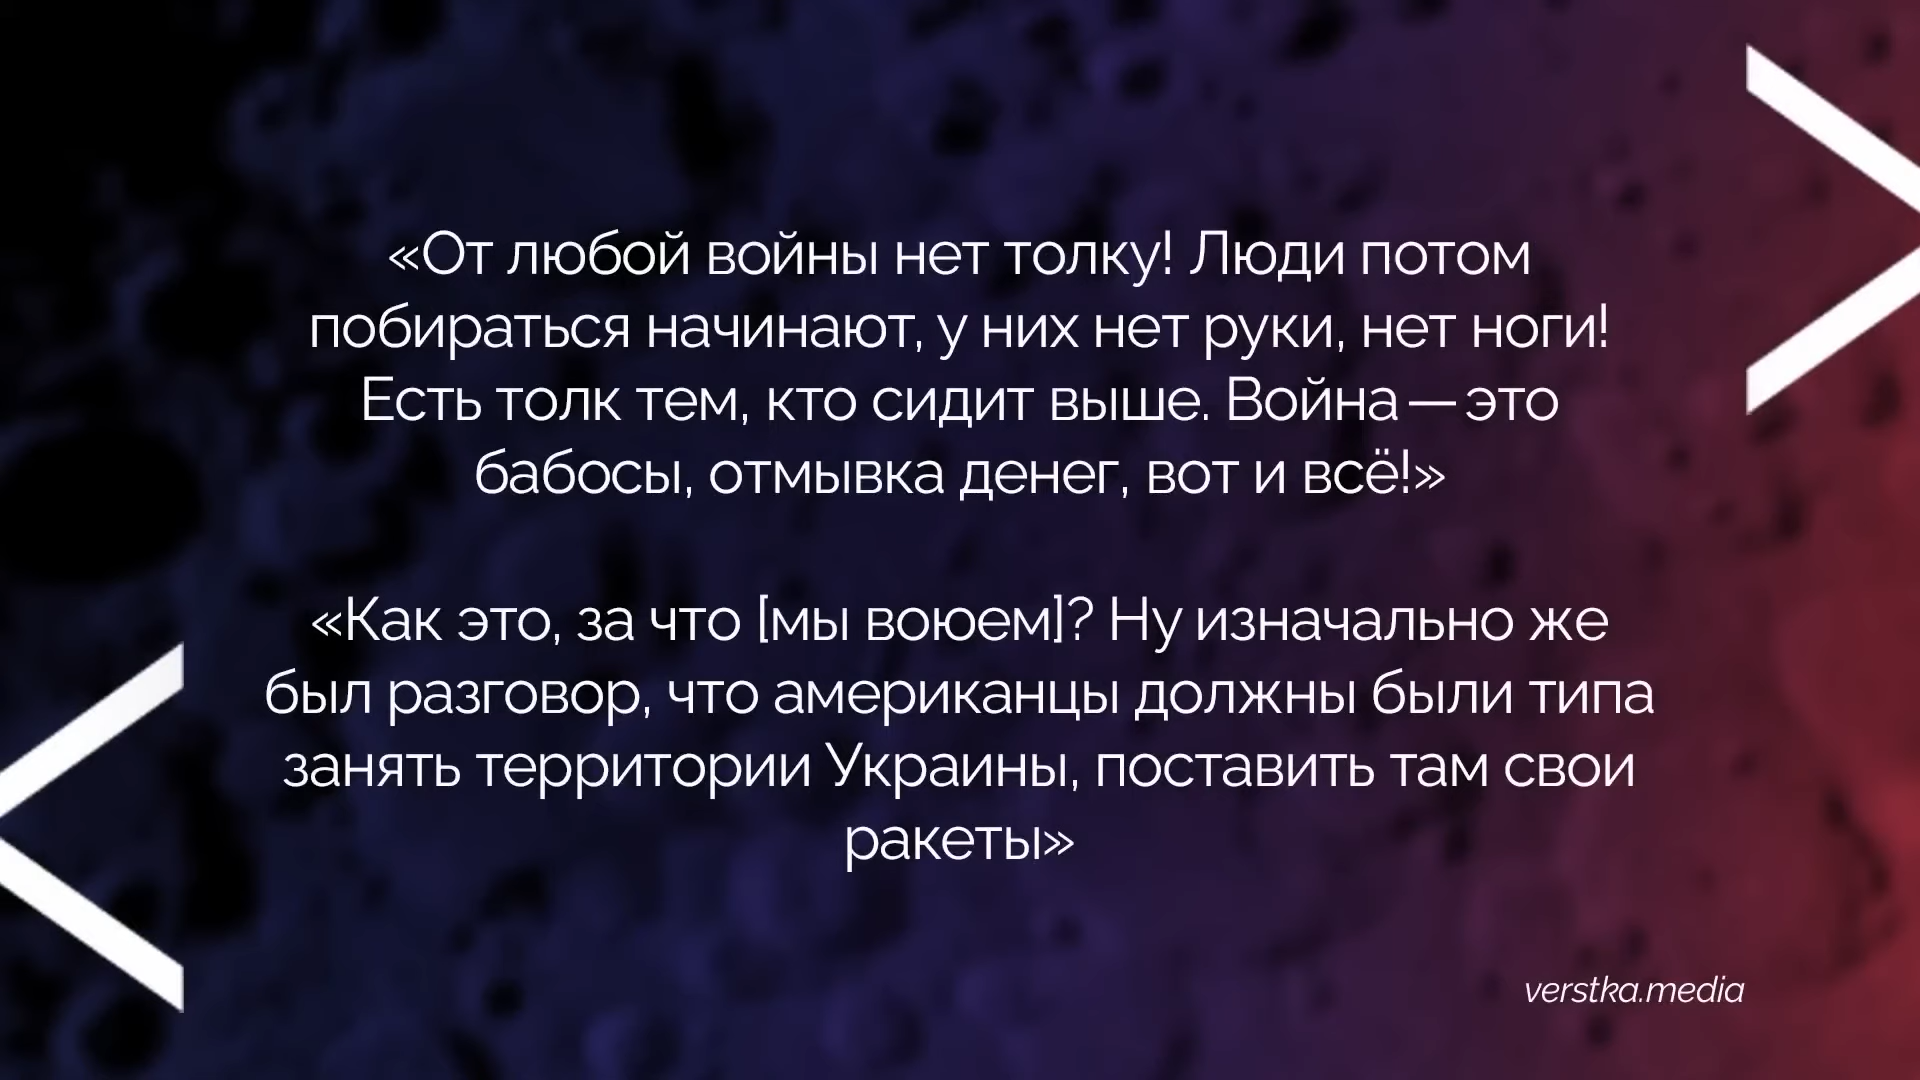 «От любой войны нет толку! Люди потом
побираться начинают, у них нет руки, нет ноги!
Есть толк тем, кто сидит выше. Война — это
бабосы, отмывка денег, вот и всё!»
«Как это, за что [мы воюем]? Ну изначально же
был разговор, что американцы должны были типа
занять территории Украины, поставить там свои
ракеты»
verstka.media